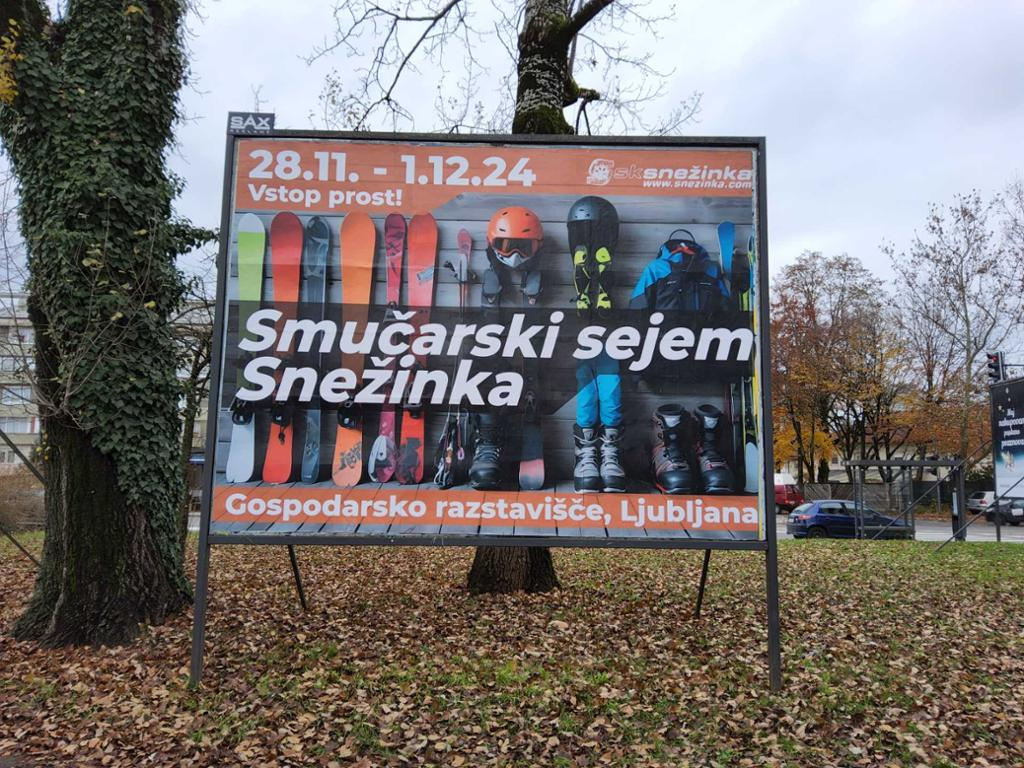 SAX
28.11. - 1.12.24
Vstop prost!
sksnežinka
www.snezinka.com
Smučarski sejem
Snežinka
Gospodarsko razstavišče, Ljubljana